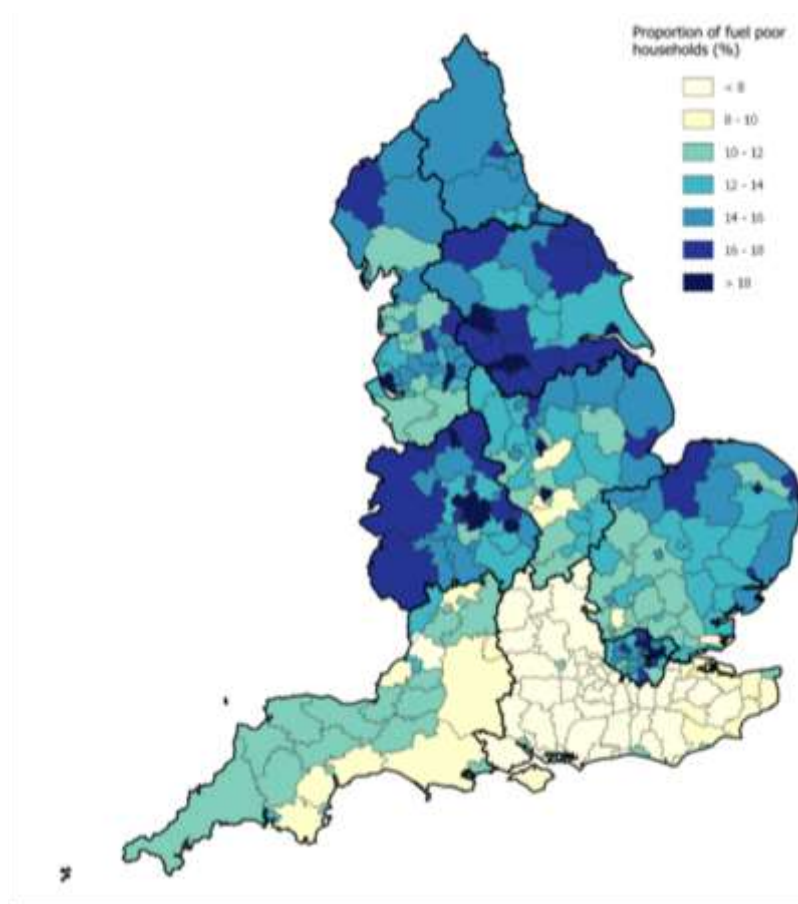 Proportion of fuel poor
households (%)
< 8
8 - 10
10 - 12
12 - 14
14 - 16
16 - 18
> 18